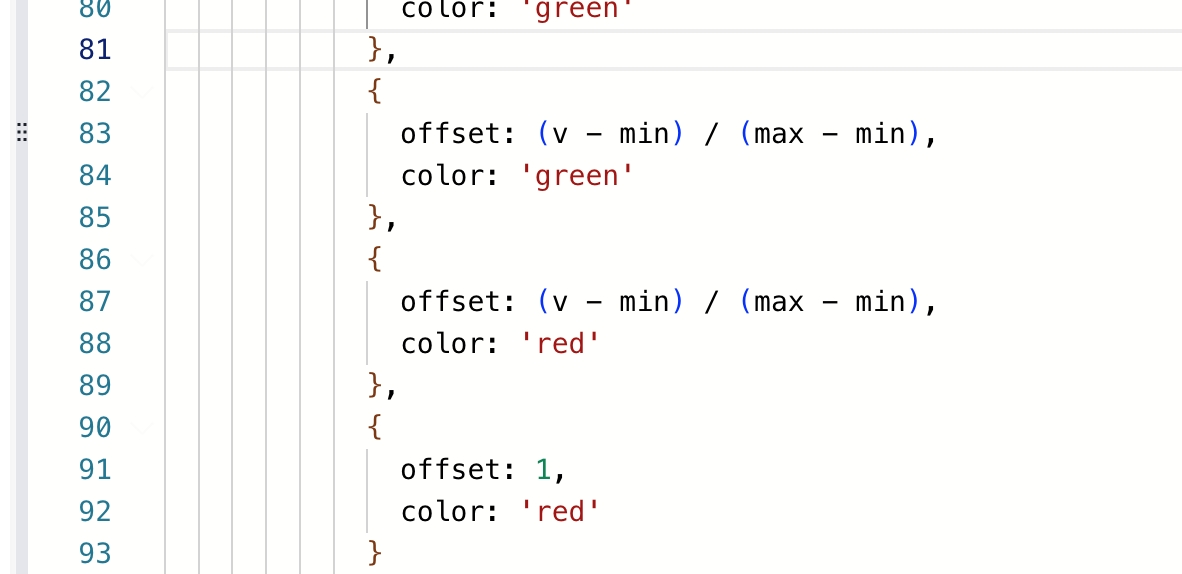 80 color: 'green'
81 },
82 {
83 offset: (v - min) / (max - min),
84 color: 'green'
85 },
86 {
87 offset: (v - min) / (max - min),
88 color: 'red'
89 },
90 {
91 offset: 1,
92 color: 'red'
93 }